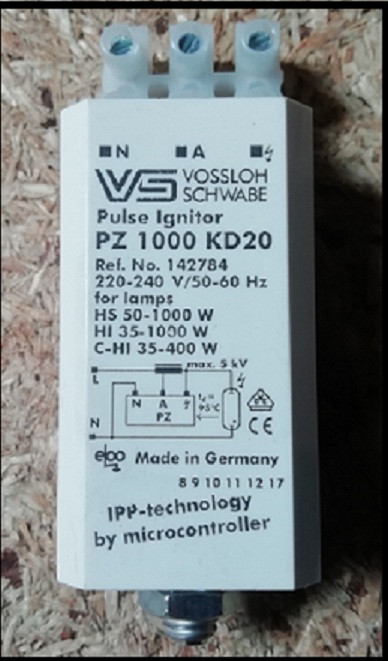 N A
VS VOSSLOH
SCHWABE
Pulse Ignitor
PZ 1000 KD20
Ref. No. 142784
220-240 V/50-60 Hz
for lamps
HS 50-1000 W
HI 35-1000 W
C-HI 35-400 W
max. 5 kV
L
N A
PZ
95°C
N
CE
Made in Germany
8 9 10 11 12 17
IPP-technology
by microcontroller